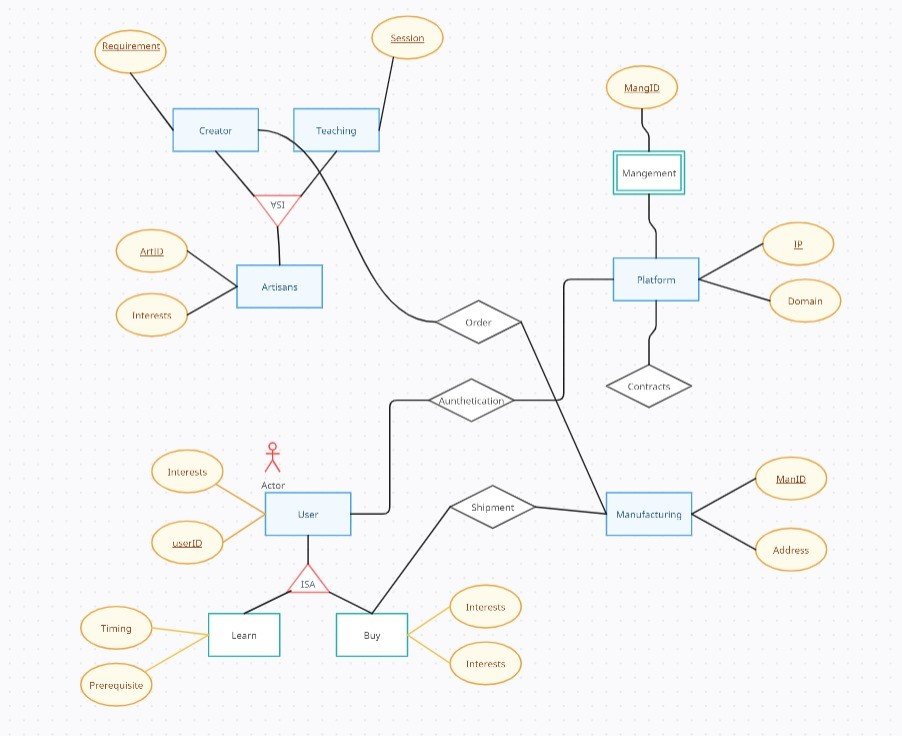 Requirement
Session
MangID
Creator
Teaching
Mangement
ISA
ArtID
IP
Artisans
Platform
Domain
Interests
Order
Contracts
Aunthetication
Interests
Actor
ManID
User
Shipment
Manufacturing
userID
Address
ISA
Interests
Timing
Learn
Buy
Interests
Prerequisite